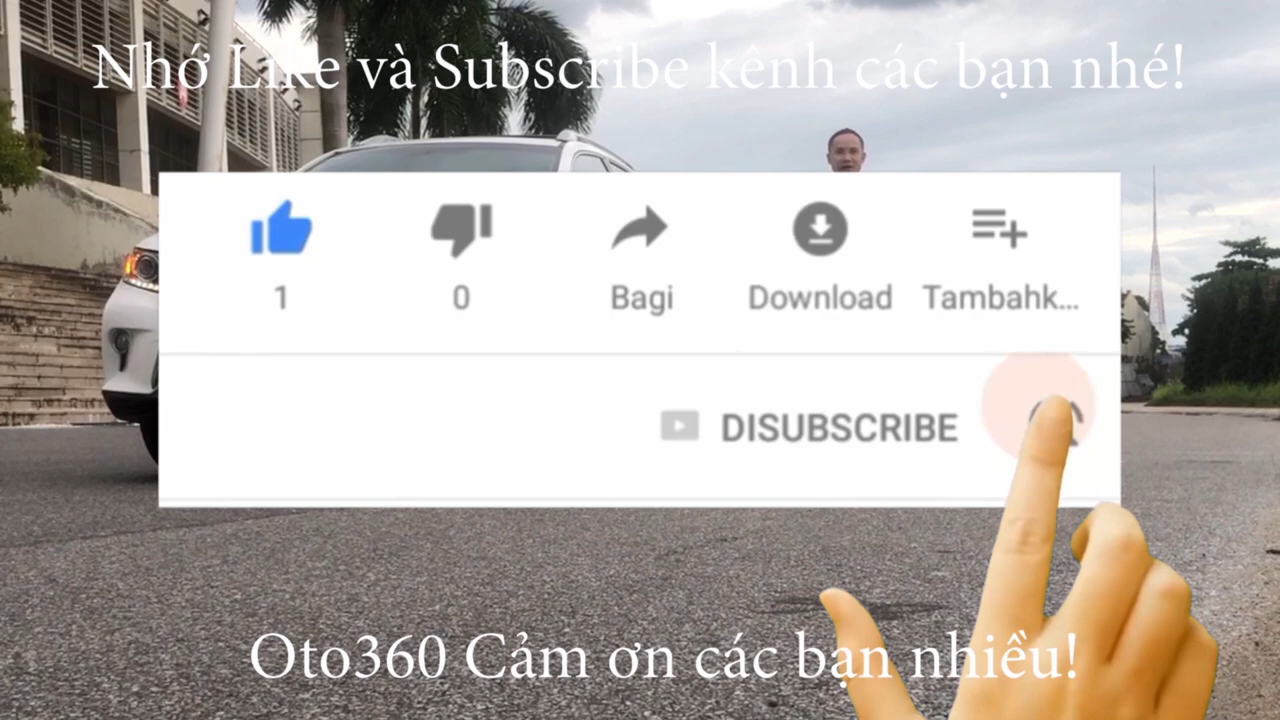 Nhớ Like và Subscribe kênh các bạn nhé!
1 0 Bagi Download Tambahk...
DISUBSCRIBE
Oto360 Cảm ơn các bạn nhiều!